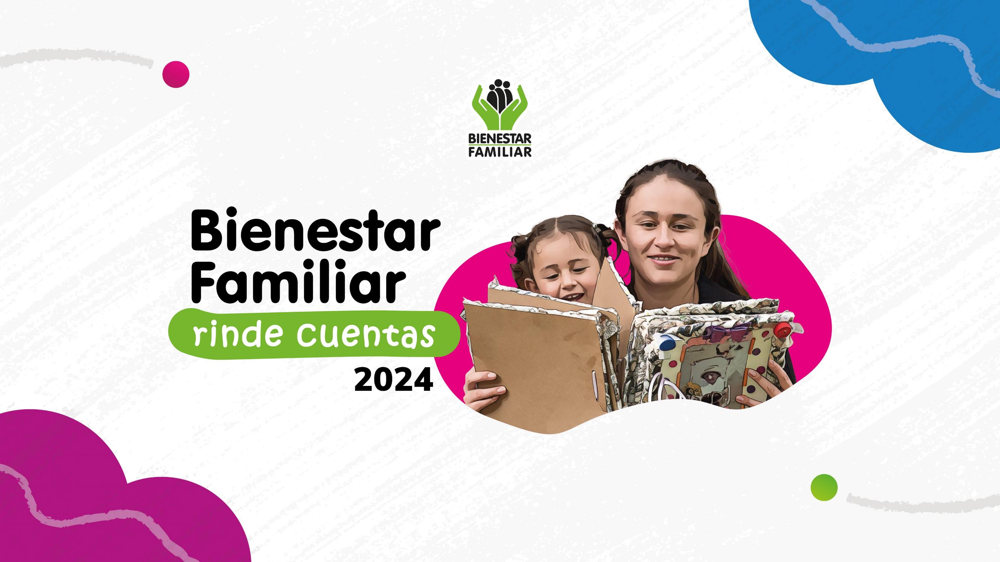 BIENESTAR
FAMILIAR
Bienestar
Familiar
rinde cuentas
2024